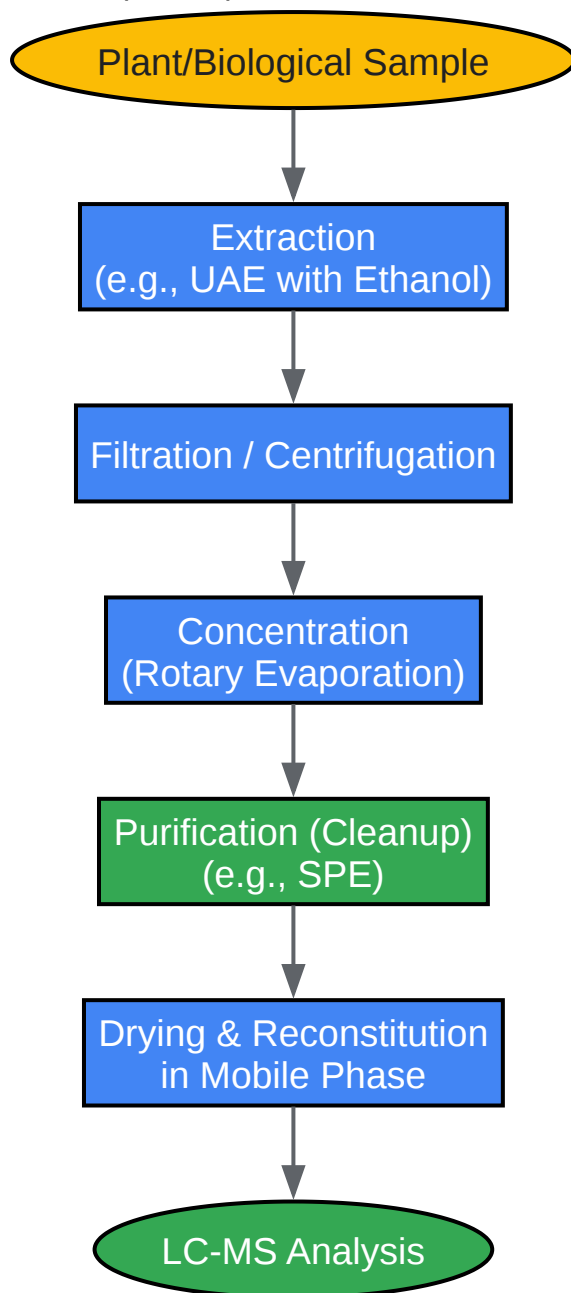 Plant/Biological Sample
Extraction
(e.g., UAE with Ethanol)
Filtration / Centrifugation
Concentration
(Rotary Evaporation)
Purification (Cleanup)
(e.g., SPE)
Drying & Reconstitution
in Mobile Phase
LC-MS Analysis